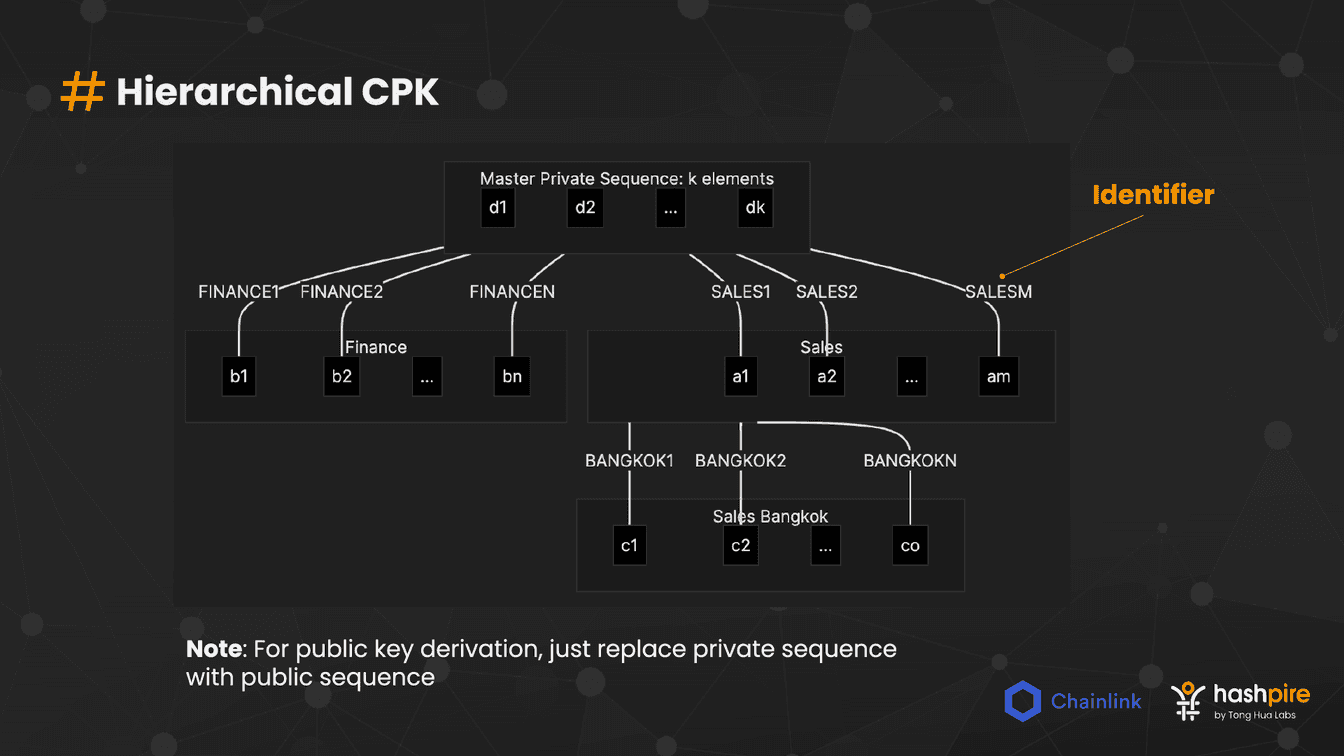 # Hierarchical CPK
Master Private Sequence: k elements
d1 d2 ... dk
Identifier
FINANCE1 FINANCE2 FINANCEN SALES1 SALES2 SALESM
Finance
b1 b2 ... bn
Sales
a1 a2 ... am
BANGKOK1 BANGKOK2 BANGKOKN
Sales Bangkok
c1 c2 ... co
Note: For public key derivation, just replace private sequence
with public sequence
Chainlink
hashpire
by Tong Hua Labs